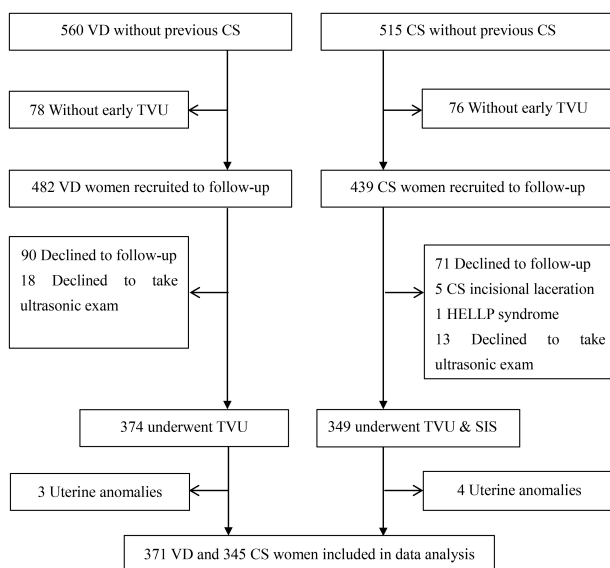 560 VD without previous CS
515 CS without previous CS
78 Without early TVU
76 Without early TVU
482 VD women recruited to follow-up
439 CS women recruited to follow-up
90 Declined to follow-up
18 Declined to take
ultrasonic exam
71 Declined to follow-up
5 CS incisional laceration
1 HELLP syndrome
13 Declined to take
ultrasonic exam
374 underwent TVU
349 underwent TVU & SIS
3 Uterine anomalies
4 Uterine anomalies
371 VD and 345 CS women included in data analysis